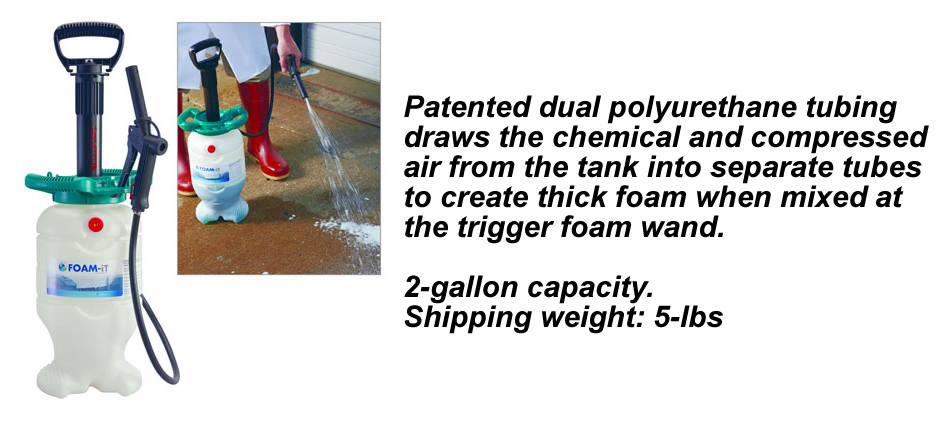 FOAM-iT
FOAM-iT
Patented dual polyurethane tubing
draws the chemical and compressed
air from the tank into separate tubes
to create thick foam when mixed at
the trigger foam wand.
2-gallon capacity.
Shipping weight: 5-lbs